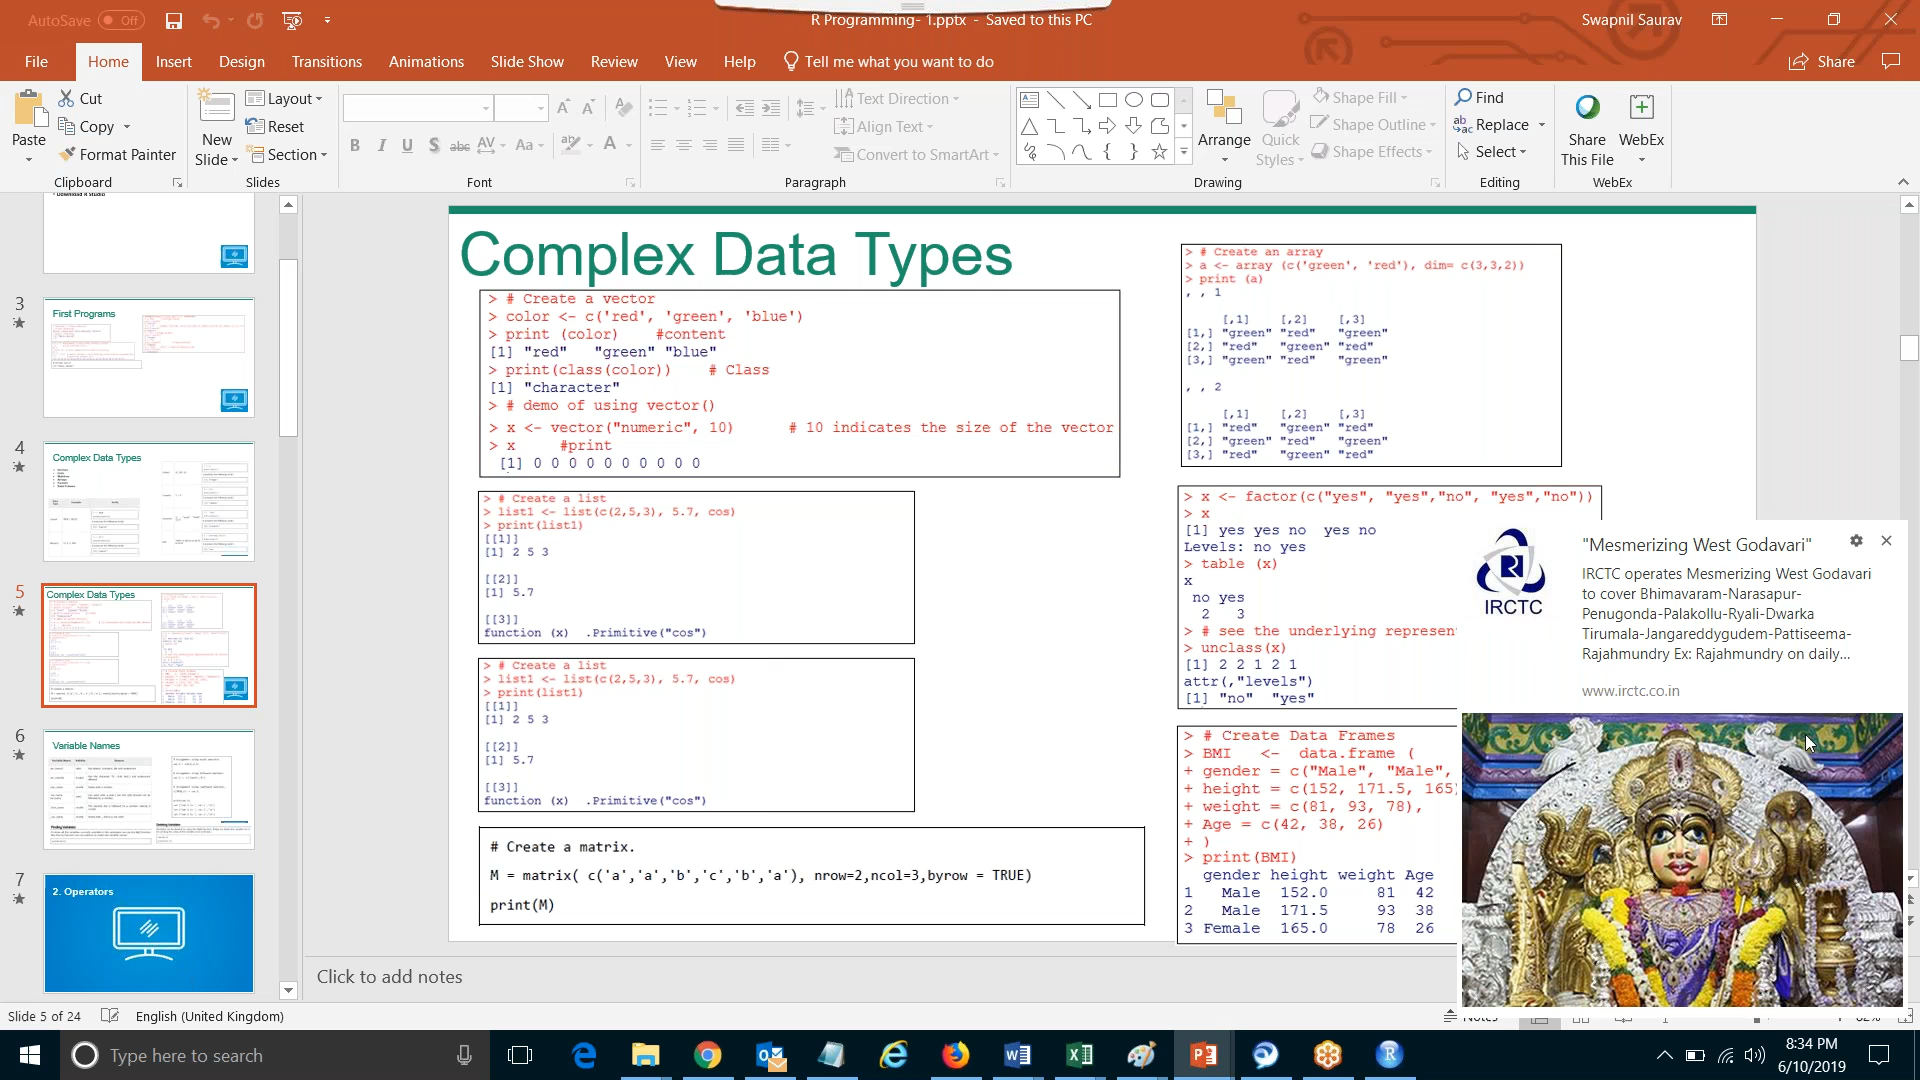 AutoSave Off
R Programming- 1.pptx - Saved to this PC
Swapnil Saurav
File Home Insert Design Transitions Animations Slide Show Review View Help Tell me what you want to do
Share
Paste
Cut
Copy
Format Painter
Clipboard
New Slide
Layout
Reset
Section
Slides
Font
Text Direction
Align Text
Convert to SmartArt
Paragraph
Arrange
Quick Styles
Shape Fill
Shape Outline
Shape Effects
Drawing
Find
Replace
Select
Editing
Share This File
WebEx
WebEx
3
First Programs
4
Complex Data Types
5
Complex Data Types
6
Variable Names
7
2. Operators
Complex Data Types
> # Create a vector
> color <- c('red', 'green', 'blue')
> print (color) #content
[1] "red" "green" "blue"
> print(class(color)) # Class
[1] "character"
> # demo of using vector()
> x <- vector("numeric", 10) # 10 indicates the size of the vector
> x #print
[1] 0 0 0 0 0 0 0 0 0 0
> # Create a list
> list1 <- list(c(2,5,3), 5.7, cos)
> print(list1)
[[1]]
[1] 2 5 3
[[2]]
[1] 5.7
[[3]]
function (x) .Primitive("cos")
> # Create a list
> list1 <- list(c(2,5,3), 5.7, cos)
> print(list1)
[[1]]
[1] 2 5 3
[[2]]
[1] 5.7
[[3]]
function (x) .Primitive("cos")
# Create a matrix.
M = matrix( c('a','a','b','c','b','a'), nrow=2,ncol=3,byrow = TRUE)
print(M)
> # Create an array
> a <- array (c('green', 'red'), dim= c(3,3,2))
> print (a)
, , 1
[,1] [,2] [,3]
[1,] "green" "red" "green"
[2,] "red" "green" "red"
[3,] "green" "red" "green"
, , 2
[,1] [,2] [,3]
[1,] "red" "green" "red"
[2,] "green" "red" "green"
[3,] "red" "green" "red"
> x <- factor(c("yes", "yes","no", "yes","no"))
> x
[1] yes yes no yes no
Levels: no yes
> table (x)
x
no yes
2 3
> # see the underlying represen
> unclass(x)
[1] 2 2 1 2 1
attr(,"levels")
[1] "no" "yes"
> # Create Data Frames
> BMI <- data.frame (
+ gender = c("Male", "Male",
+ height = c(152, 171.5, 165)
+ weight = c(81, 93, 78),
+ Age = c(42, 38, 26)
+ )
> print(BMI)
gender height weight Age
1 Male 152.0 81 42
2 Male 171.5 93 38
3 Female 165.0 78 26
IRCTC
"Mesmerizing West Godavari"
IRCTC operates Mesmerizing West Godavari
to cover Bhimavaram-Narasapur-
Penugonda-Palakollu-Ryali-Dwarka
Tirumala-Jangareddygudem-Pattiseema-
Rajahmundry Ex: Rajahmundry on daily...
www.irctc.co.in
Click to add notes
Slide 5 of 24 English (United Kingdom)
Type here to search
8:34 PM
6/10/2019